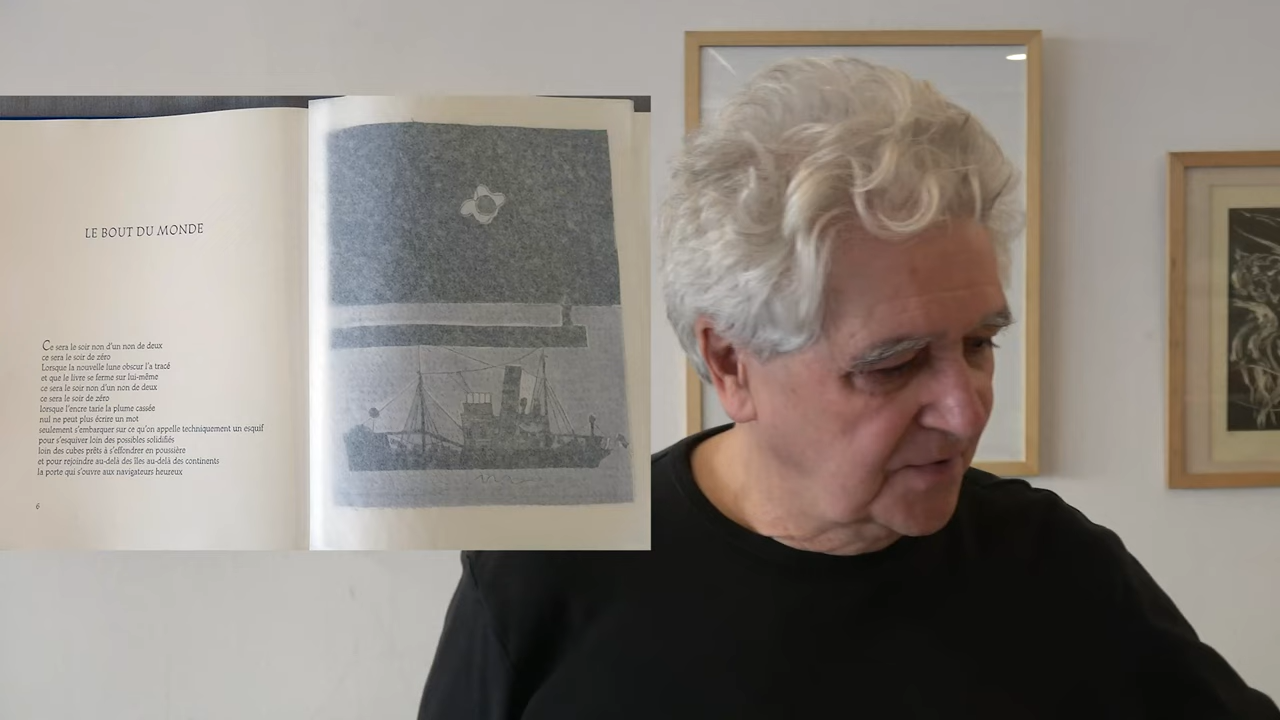 LE BOUT DU MONDE
Ce sera le soir non d'un non de deux
ce sera le soir de zéro
Lorsque la nouvelle lune obscur l'a tracé
et que le livre se ferme sur lui-même
ce sera le soir non d'un non de deux
ce sera le soir de zéro
lorsque l'encre tarie la plume cassée
nul ne peut plus écrire un mot
seulement s'embarquer sur ce qu'on appelle techniquement un esquif
pour s'esquiver loin des possibles solidifiés
loin des cubes prêts à s'effondrer en poussière
et pour rejoindre au-delà des îles au-delà des continents
la porte qui s'ouvre aux navigateurs heureux
6